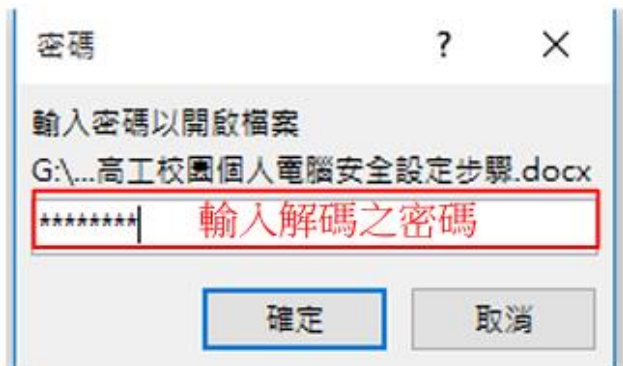 密碼 ? ×
輸入密碼以開啟檔案
G:\...高工校園個人電腦安全設定步驟.docx
******** 輸入解碼之密碼
確定 取消